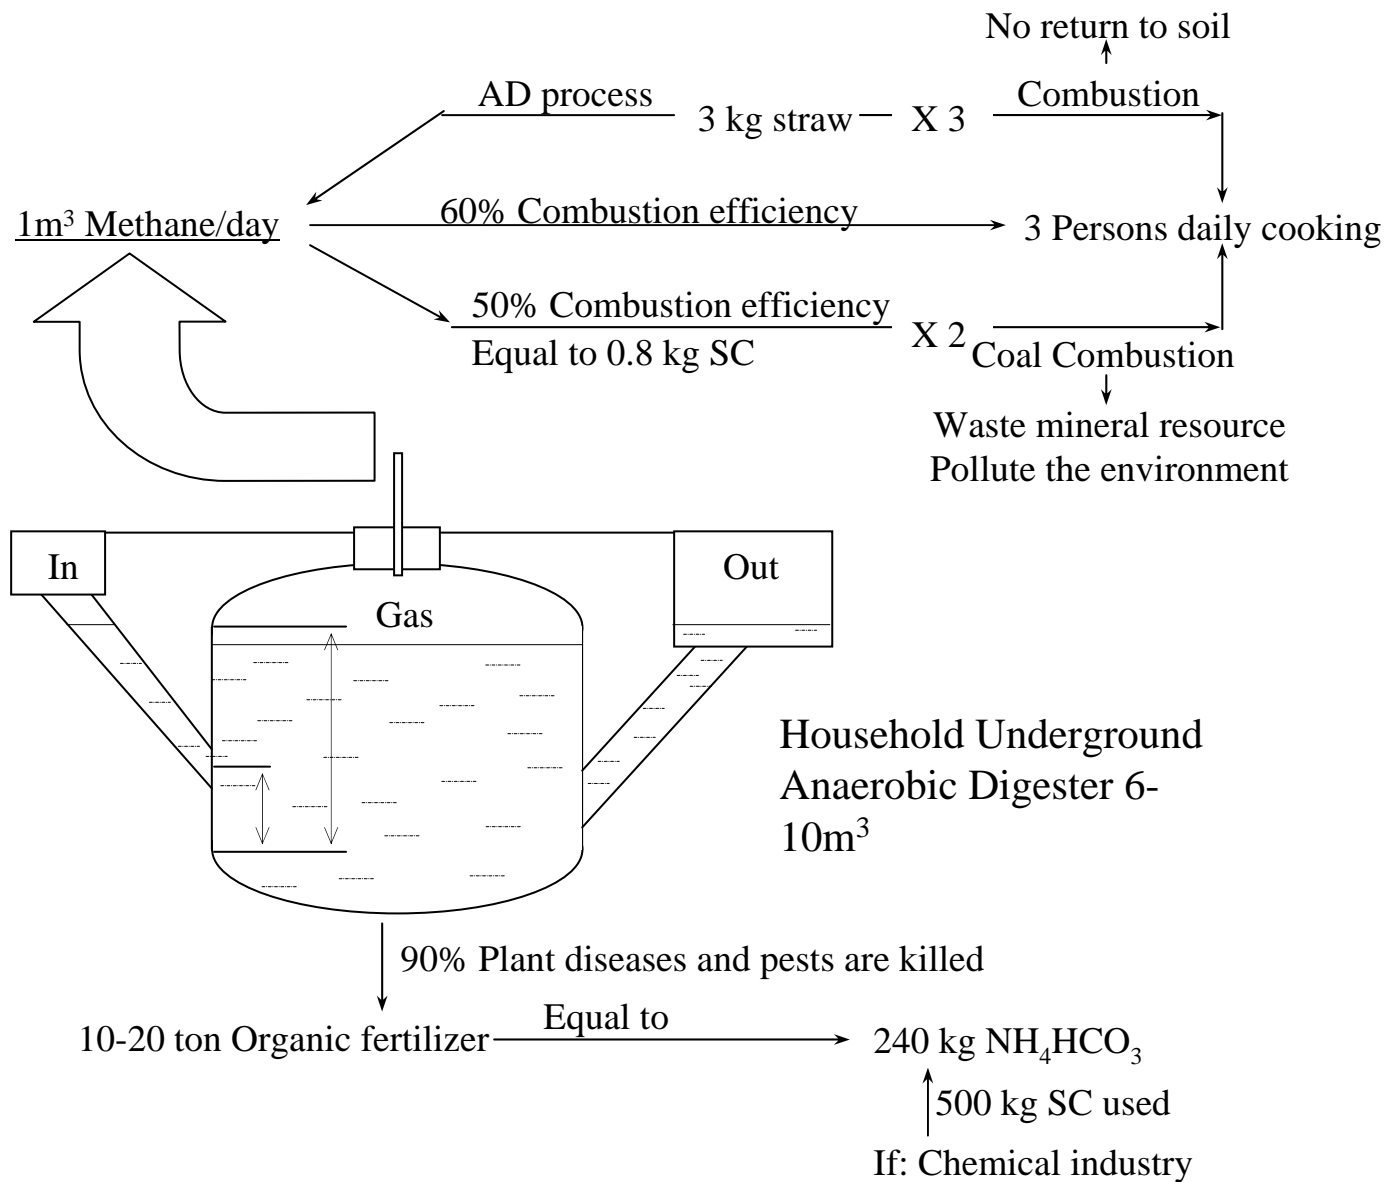 No return to soil
AD process
3 kg straw
X 3
Combustion
1m³ Methane/day
60% Combustion efficiency
3 Persons daily cooking
50% Combustion efficiency
Equal to 0.8 kg SC
X 2
Coal Combustion
Waste mineral resource
Pollute the environment
In
Out
Gas
Household Underground
Anaerobic Digester 6-
10m³
90% Plant diseases and pests are killed
10-20 ton Organic fertilizer
Equal to
240 kg NH₄HCO₃
500 kg SC used
If: Chemical industry